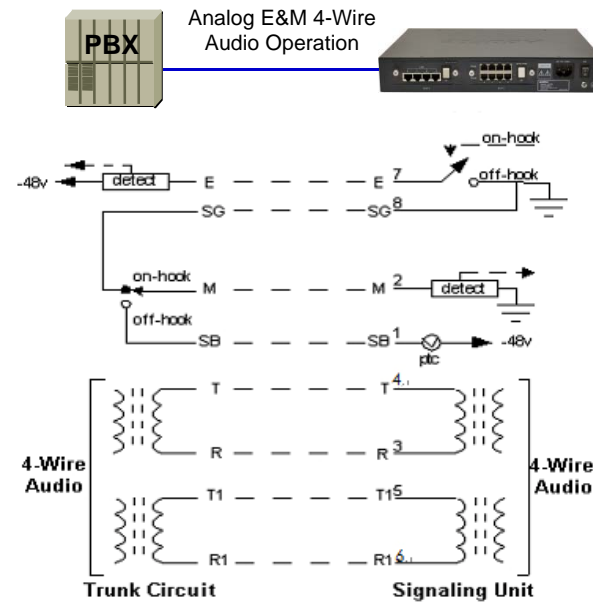 Analog E&M 4-Wire
Audio Operation
PBX
on-hook
-48v detect E E 7 off-hook
SG SG 8
on-hook M M 2 detect
off-hook
SB SB 1 -48v
ptc
T T 4
R R 3
4-Wire
Audio
4-Wire
Audio
T1 T1 5
R1 R1 6
Trunk Circuit Signaling Unit